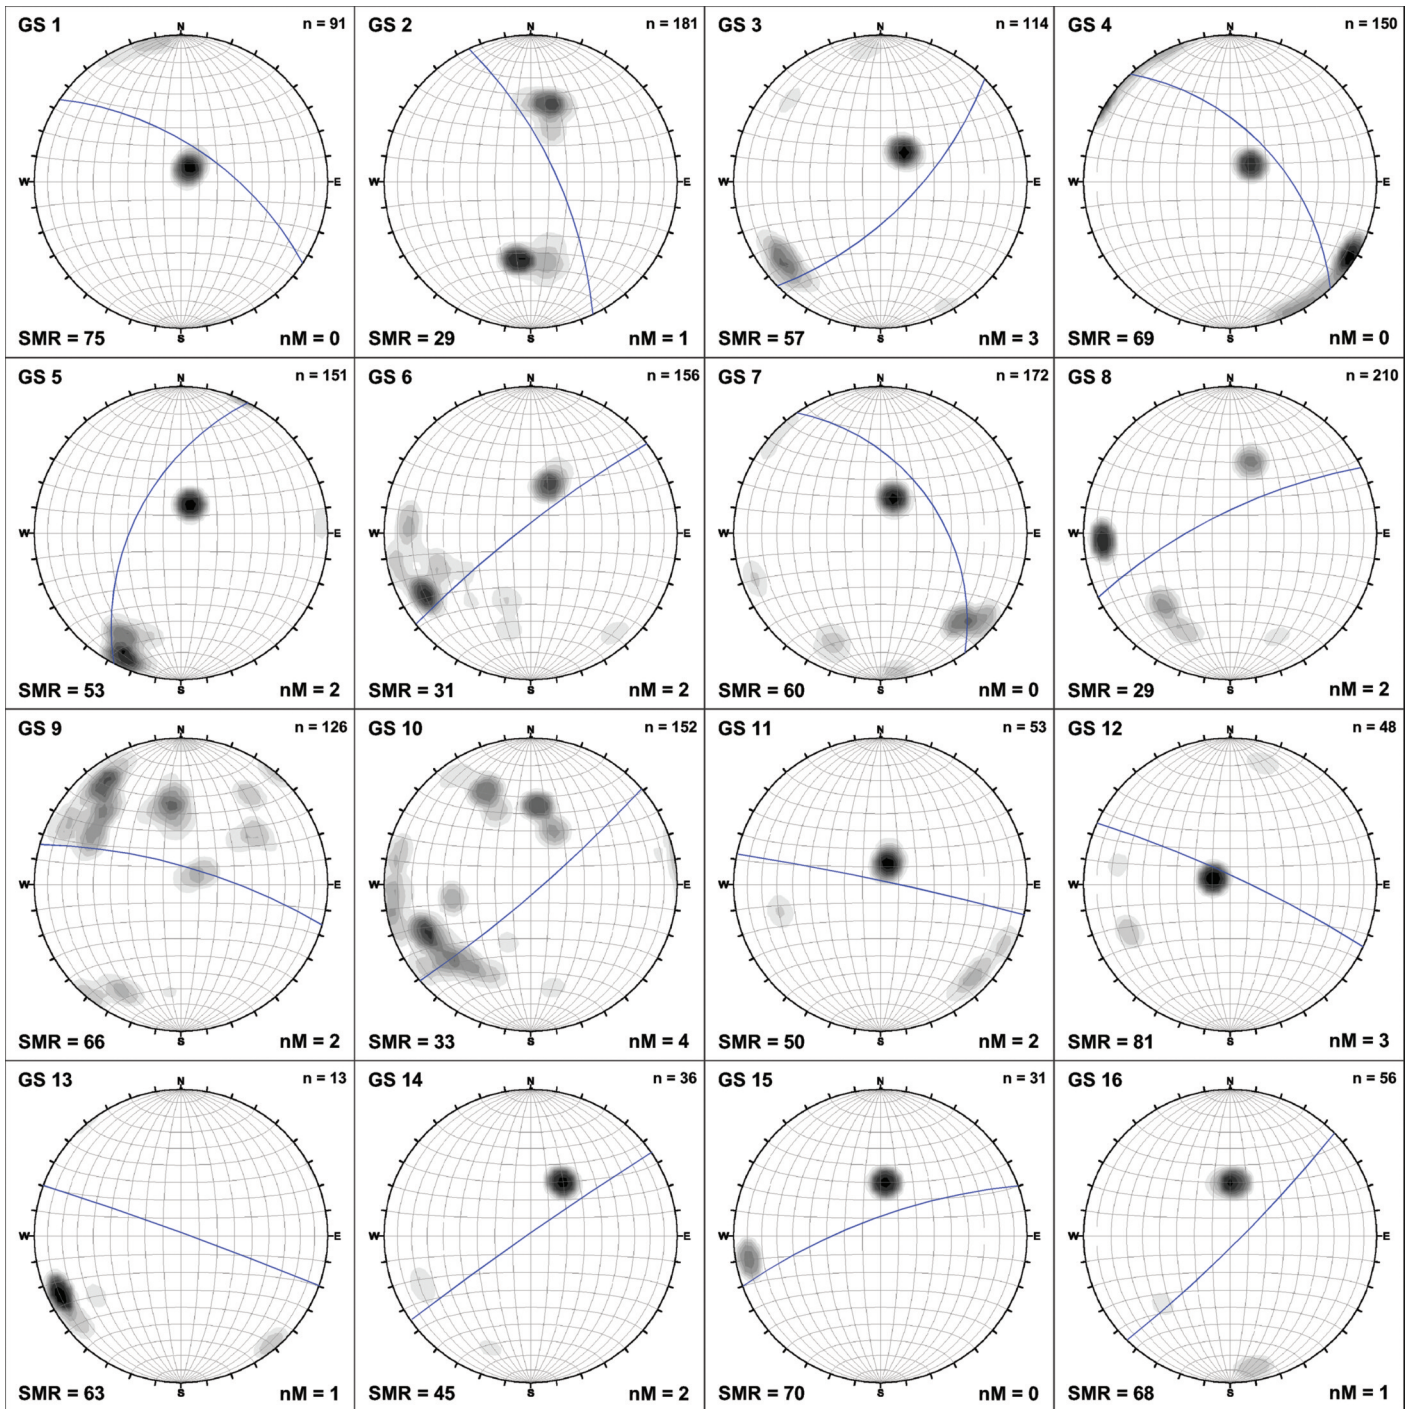 GS 1 N n = 91
W E
SMR = 75 S nM = 0
GS 2 N n = 181
W E
SMR = 29 S nM = 1
GS 3 N n = 114
W E
SMR = 57 S nM = 3
GS 4 N n = 150
W E
SMR = 69 S nM = 0
GS 5 N n = 151
W E
SMR = 53 S nM = 2
GS 6 N n = 156
W E
SMR = 31 S nM = 2
GS 7 N n = 172
W E
SMR = 60 S nM = 0
GS 8 N n = 210
W E
SMR = 29 S nM = 2
GS 9 N n = 126
W E
SMR = 66 S nM = 2
GS 10 N n = 152
W E
SMR = 33 S nM = 4
GS 11 N n = 53
W E
SMR = 50 S nM = 2
GS 12 N n = 48
W E
SMR = 81 S nM = 3
GS 13 N n = 13
W E
SMR = 63 S nM = 1
GS 14 N n = 36
W E
SMR = 45 S nM = 2
GS 15 N n = 31
W E
SMR = 70 S nM = 0
GS 16 N n = 56
W E
SMR = 68 S nM = 1